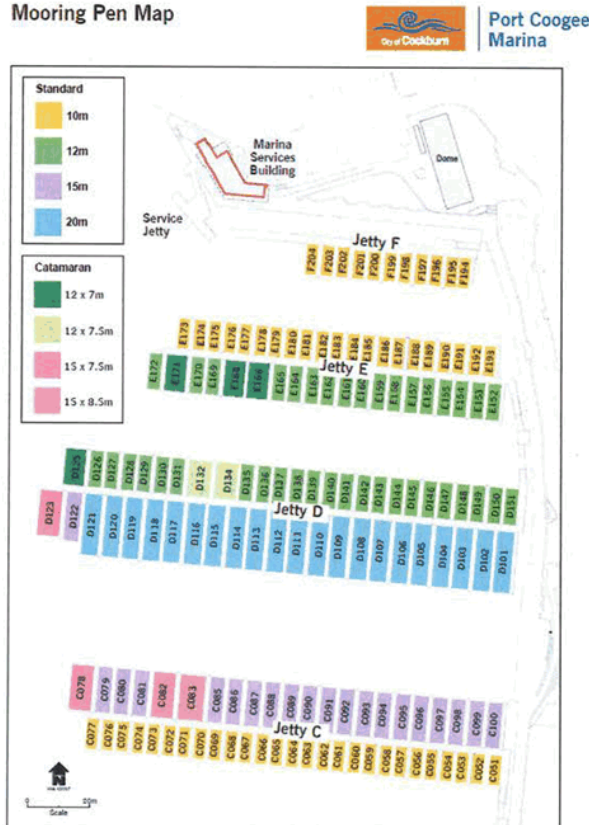 Mooring Pen Map
City of Cockburn
Port Coogee
Marina
Standard
10m
12m
15m
20m
Catamaran
12 x 7m
12 x 7.5m
15 x 7.5m
15 x 8.5m
Marina
Services
Building
Dome
Service
Jetty
Jetty F
F204 F203 F202 F201 F200 F199 F198 F197 F196 F195 F194
E173 E174 E175 E176 E177 E178 E179 E180 E181 E182 E183 E184 E185 E186 E187 E188 E189 E190 E191 E192 E193
Jetty E
E172 E171 E170 E169 E168 E166 E165 E164 E163 E162 E161 E160 E159 E158 E157 E156 E155 E154 E153 E152
D125 D126 D127 D128 D129 D130 D131 D132 D134 D135 D136 D137 D138 D139 D140 D141 D142 D143 D144 D145 D146 D147 D148 D149 D150 D151
Jetty D
D123 D122 D121 D120 D119 D118 D117 D116 D115 D114 D113 D112 D111 D110 D109 D108 D107 D106 D105 D104 D103 D102 D101
C078 C079 C080 C081 C082 C083 C085 C086 C087 C088 C089 C090 C091 C092 C093 C094 C095 C096 C097 C098 C099 C100
Jetty C
C077 C076 C075 C074 C073 C072 C071 C070 C069 C068 C067 C066 C065 C064 C063 C062 C061 C060 C059 C058 C057 C056 C055 C054 C053 C052 C051
N
0 20m
Scale